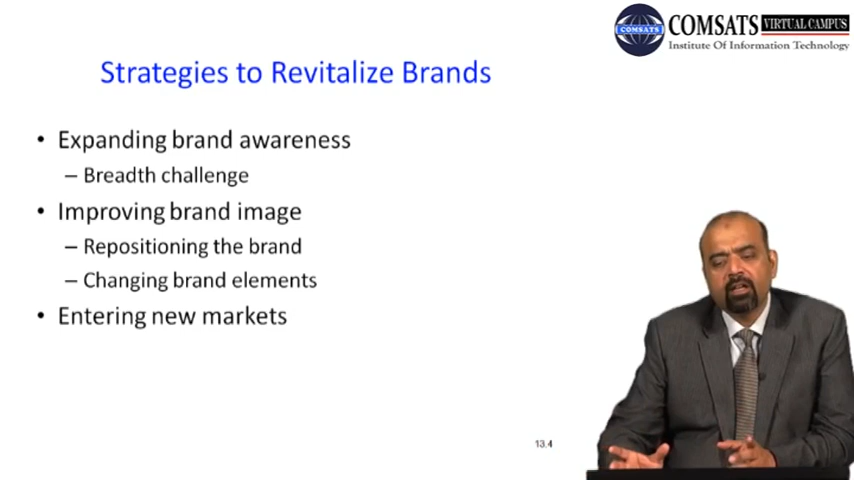 COMSATS VIRTUAL CAMPUS
COMSATS
Institute Of Information Technology
Strategies to Revitalize Brands
• Expanding brand awareness
– Breadth challenge
• Improving brand image
– Repositioning the brand
– Changing brand elements
• Entering new markets
13.4